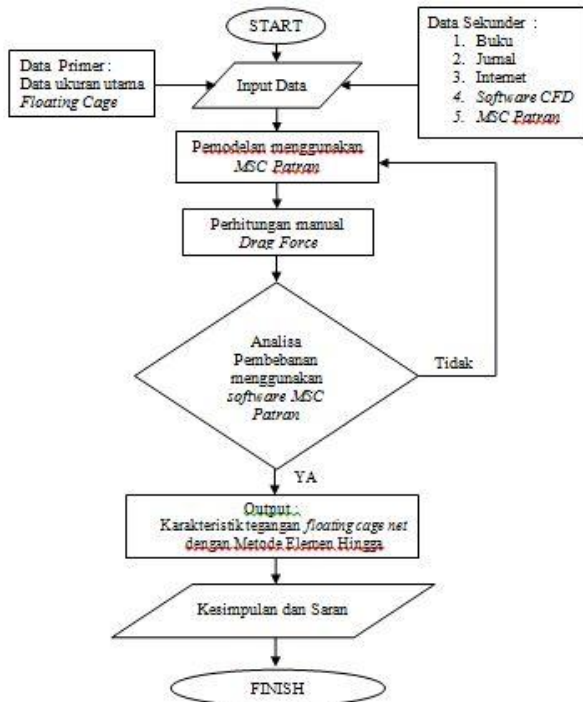 START
Data Primer :
Data ukuran utama
Floating Cage
Input Data
Data Sekunder :
1. Buku
2. Jurnal
3. Internet
4. Software CFD
5. MSC Patran
Pemodelan menggunakan
MSC Patran
Perhitungan manual
Drag Force
Analisa
Pembebanan
menggunakan
software MSC
Patran
Tidak
YA
Output :
Karakteristik tegangan floating cage net
dengan Metode Elemen Hingga
Kesimpulan dan Saran
FINISH